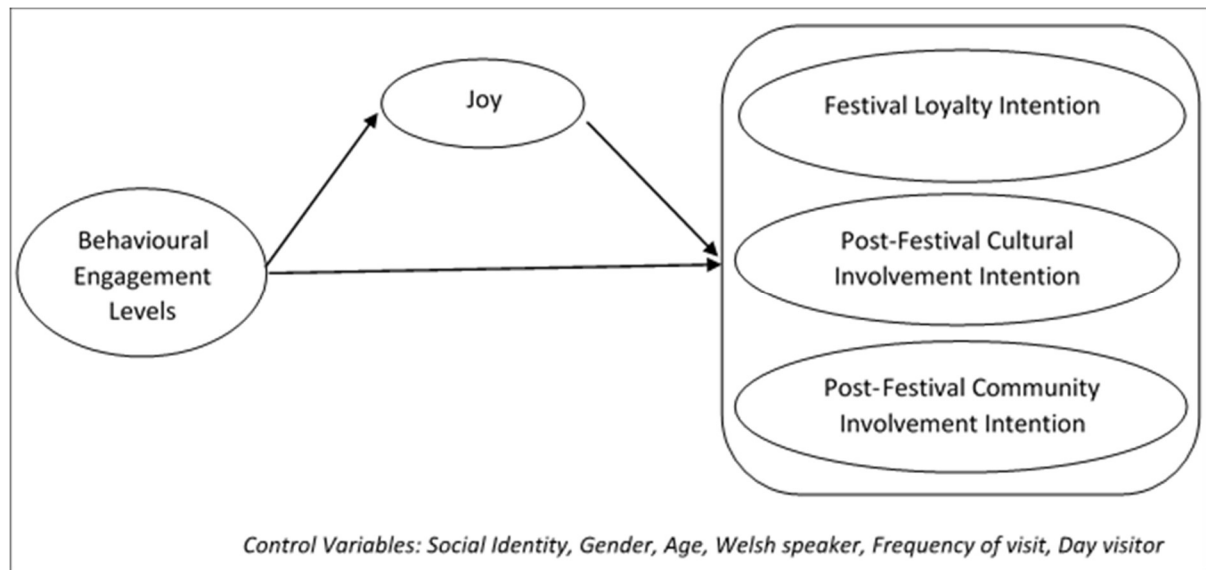 Joy
Behavioural
Engagement
Levels
Festival Loyalty Intention
Post-Festival Cultural
Involvement Intention
Post-Festival Community
Involvement Intention
Control Variables: Social Identity, Gender, Age, Welsh speaker, Frequency of visit, Day visitor